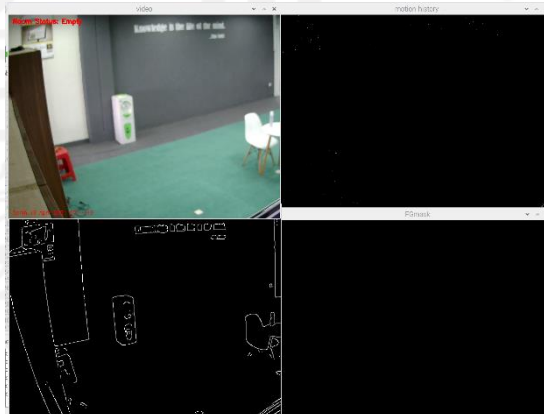 video
motion history
Room Status: Empty
Knowledge is the life of the mind.
FGmask